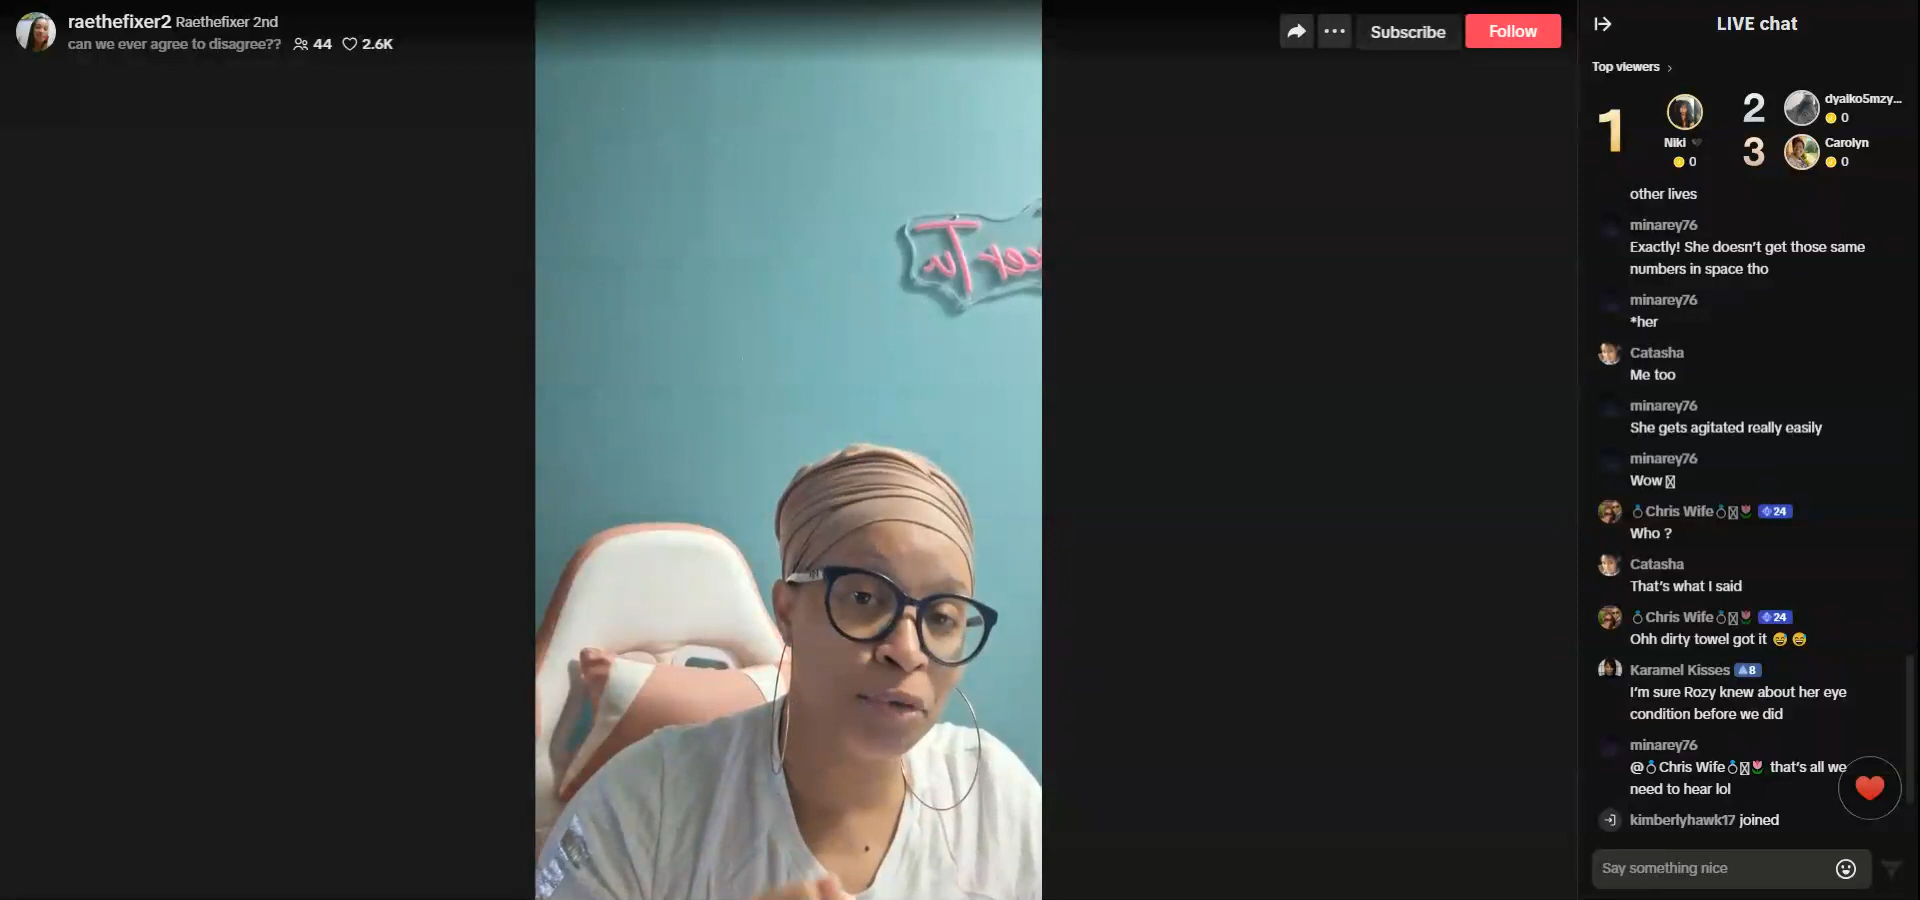 raethefixer2 Raethefixer 2nd
can we ever agree to disagree?? 44 2.6K
Subscribe
Follow
LIVE chat
Top viewers
1
Niki
0
2
dyalko5mzy...
0
3
Carolyn
0
other lives
minarey76
Exactly! She doesn't get those same
numbers in space tho
minarey76
*her
Catasha
Me too
minarey76
She gets agitated really easily
minarey76
Wow
Chris Wife 24
Who ?
Catasha
That's what I said
Chris Wife 24
Ohh dirty towel got it
Karamel Kisses 8
I'm sure Rozy knew about her eye
condition before we did
minarey76
@Chris Wife that's all we
need to hear lol
kimberlyhawk17 joined
Say something nice